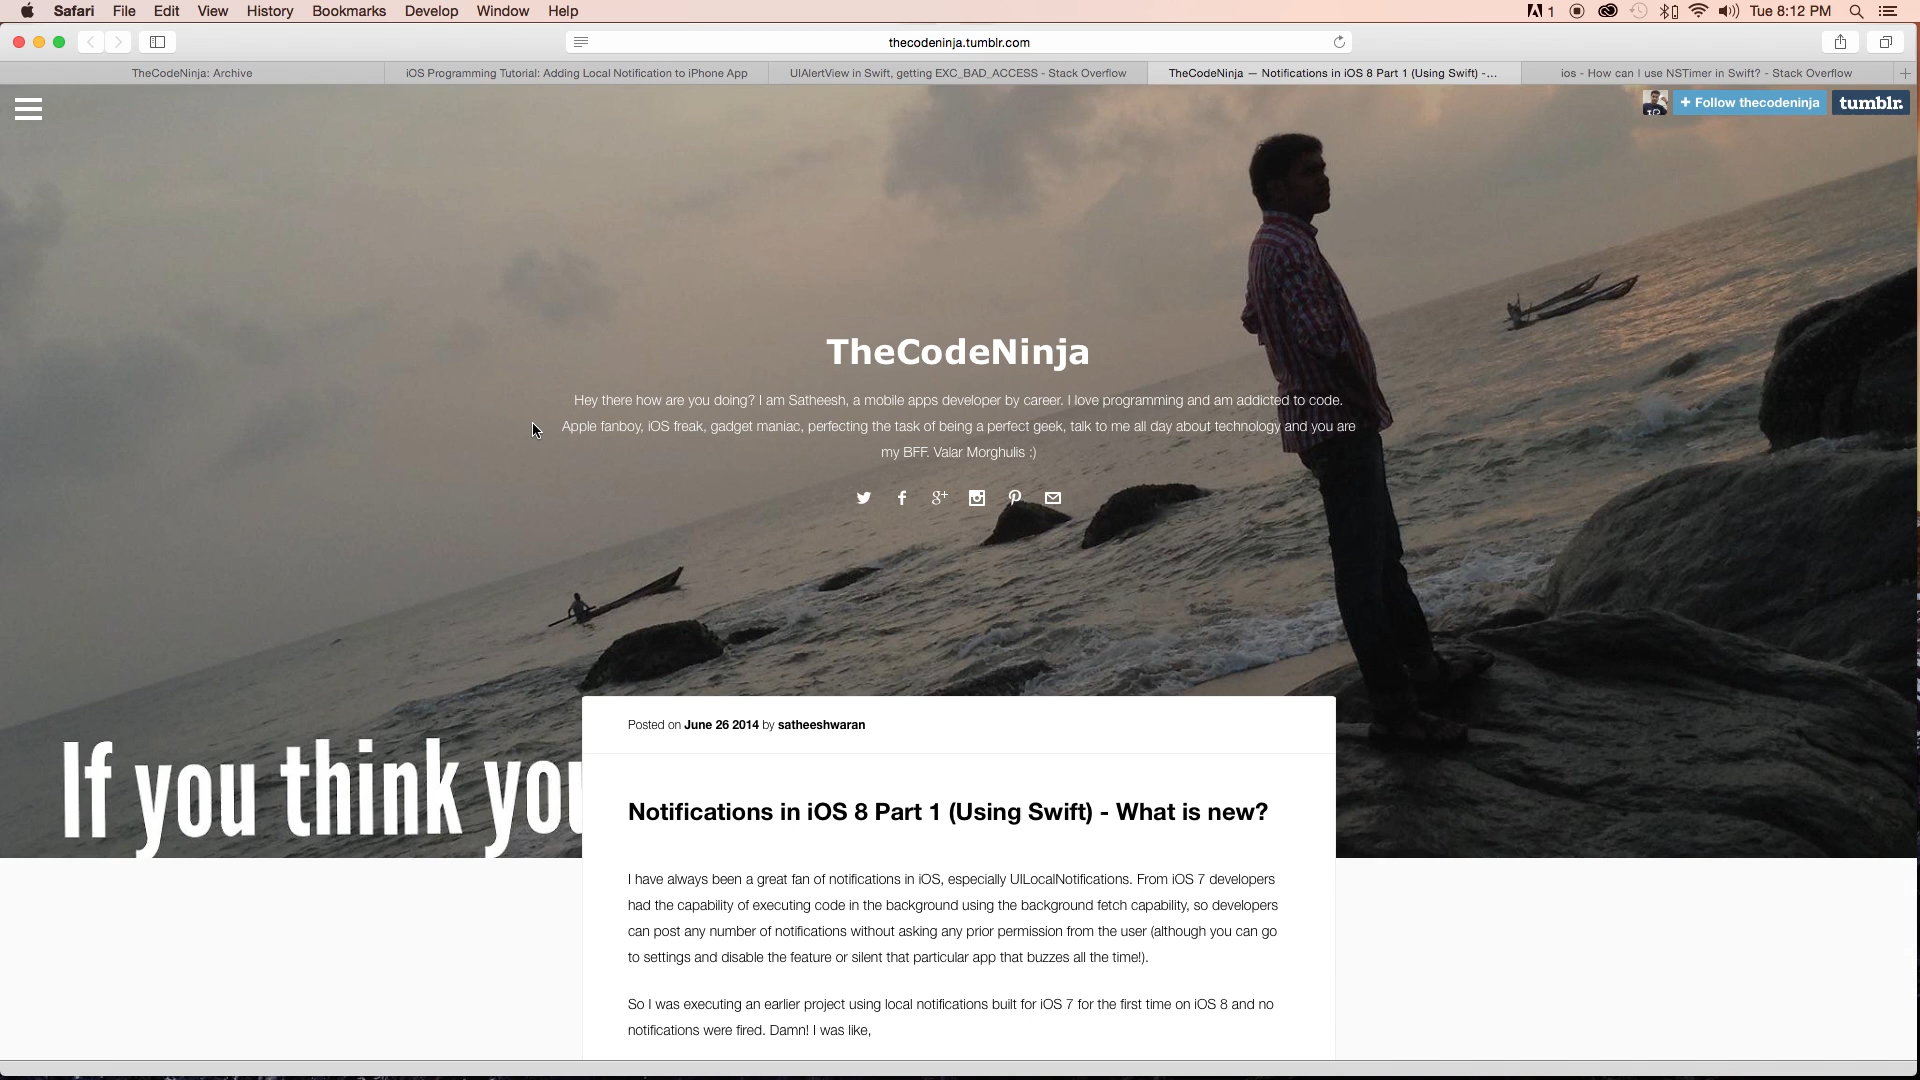 Safari File Edit View History Bookmarks Develop Window Help 1 Tue 8:12 PM
thecodeninja.tumblr.com
TheCodeNinja: Archive
iOS Programming Tutorial: Adding Local Notification to iPhone App
UIAlertView in Swift, getting EXC_BAD_ACCESS - Stack Overflow
TheCodeNinja — Notifications in iOS 8 Part 1 (Using Swift) -...
ios - How can I use NSTimer in Swift? - Stack Overflow
+ Follow thecodeninja
tumblr.
TheCodeNinja
Hey there how are you doing? I am Satheesh, a mobile apps developer by career. I love programming and am addicted to code.
Apple fanboy, iOS freak, gadget maniac, perfecting the task of being a perfect geek, talk to me all day about technology and you are
my BFF. Valar Morghulis :)
If you think you
Posted on June 26 2014 by satheeshwaran
Notifications in iOS 8 Part 1 (Using Swift) - What is new?
I have always been a great fan of notifications in iOS, especially UILocalNotifications. From iOS 7 developers
had the capability of executing code in the background using the background fetch capability, so developers
can post any number of notifications without asking any prior permission from the user (although you can go
to settings and disable the feature or silent that particular app that buzzes all the time!).
So I was executing an earlier project using local notifications built for iOS 7 for the first time on iOS 8 and no
notifications were fired. Damn! I was like,